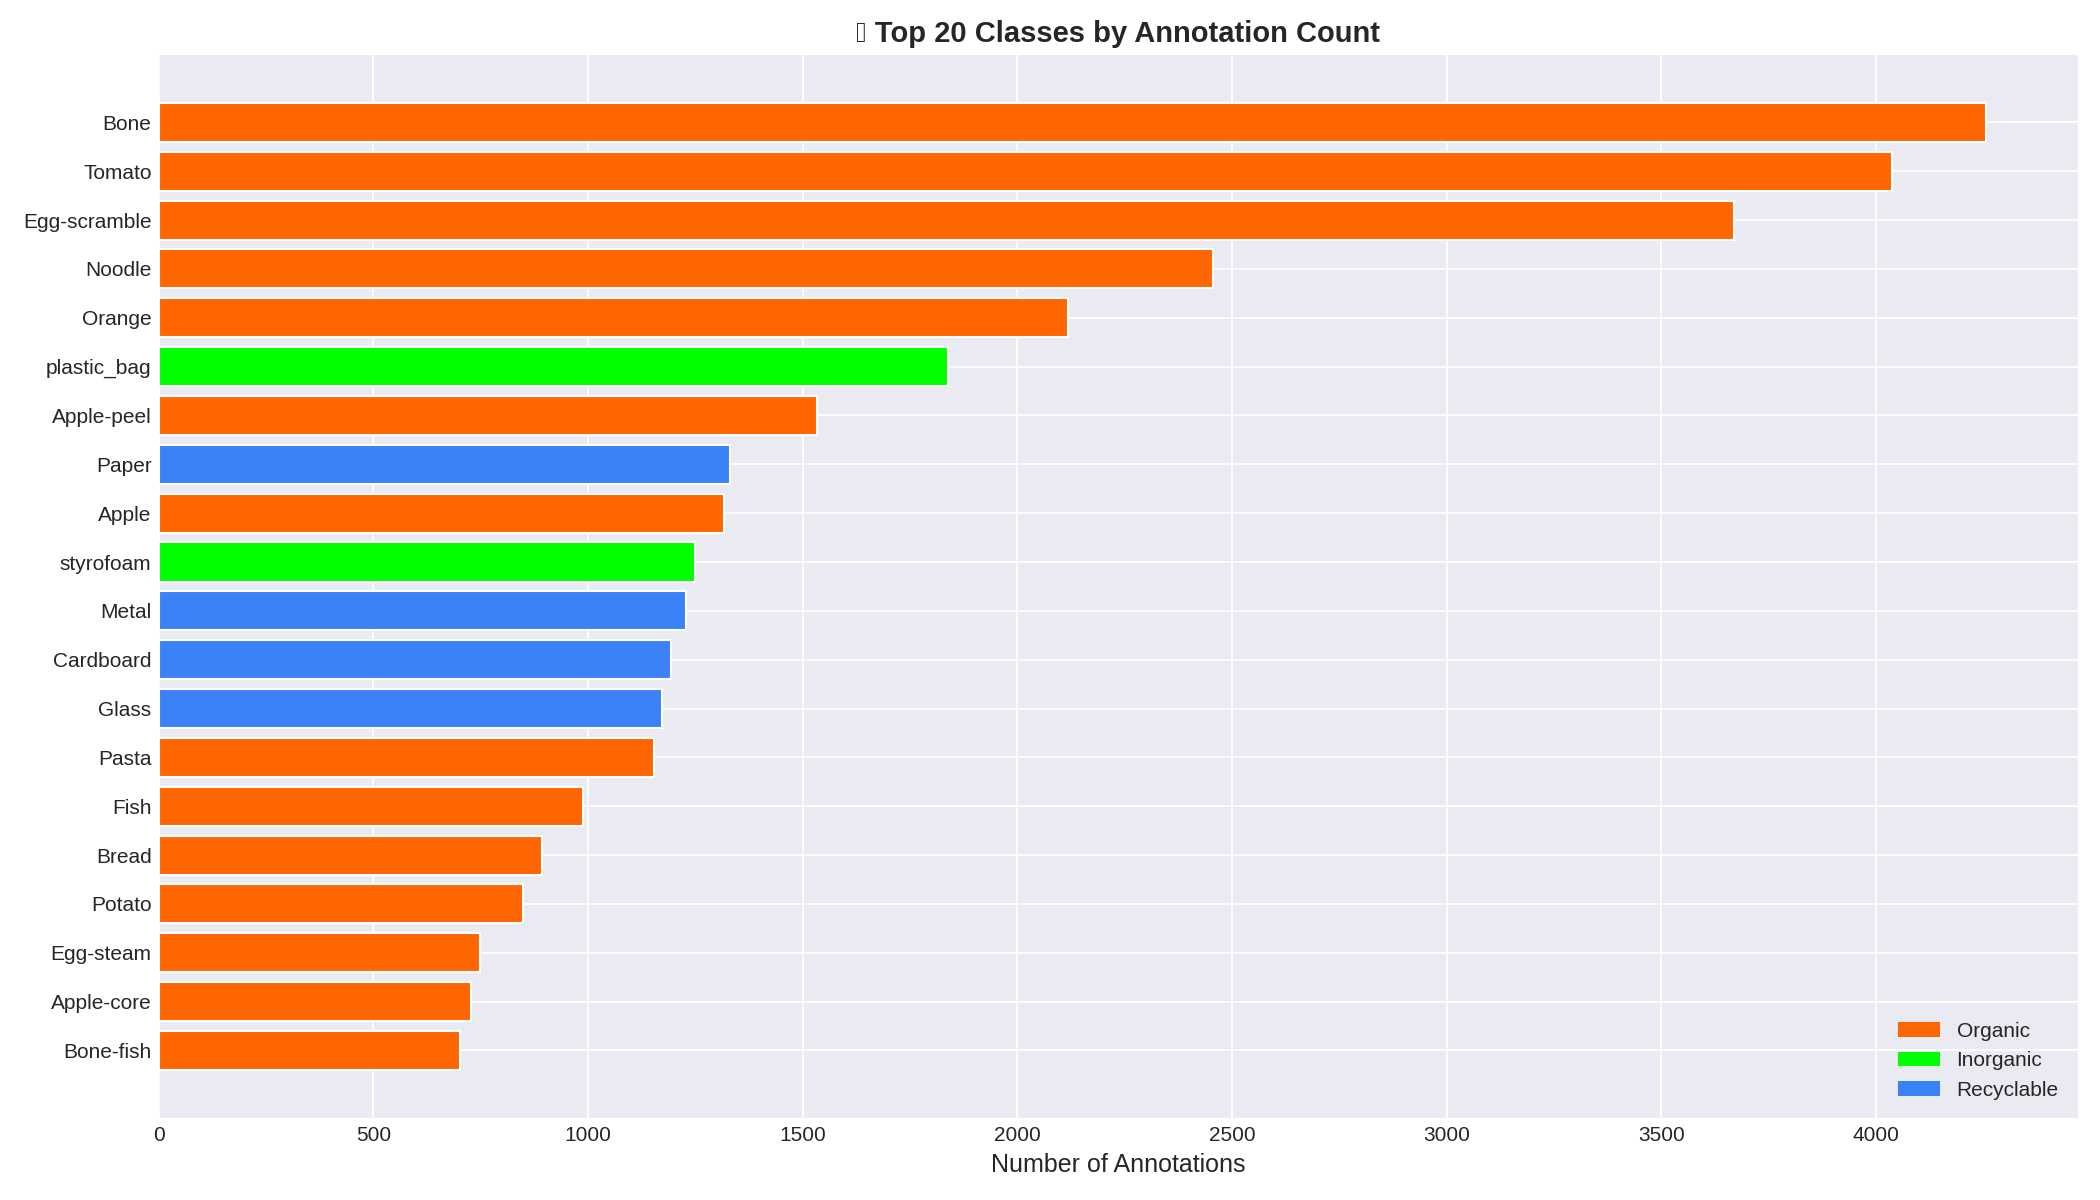 Top 20 Classes by Annotation Count
Bone
Tomato
Egg-scramble
Noodle
Orange
plastic_bag
Apple-peel
Paper
Apple
styrofoam
Metal
Cardboard
Glass
Pasta
Fish
Bread
Potato
Egg-steam
Apple-core
Bone-fish
Organic
Inorganic
Recyclable
0 500 1000 1500 2000 2500 3000 3500 4000
Number of Annotations